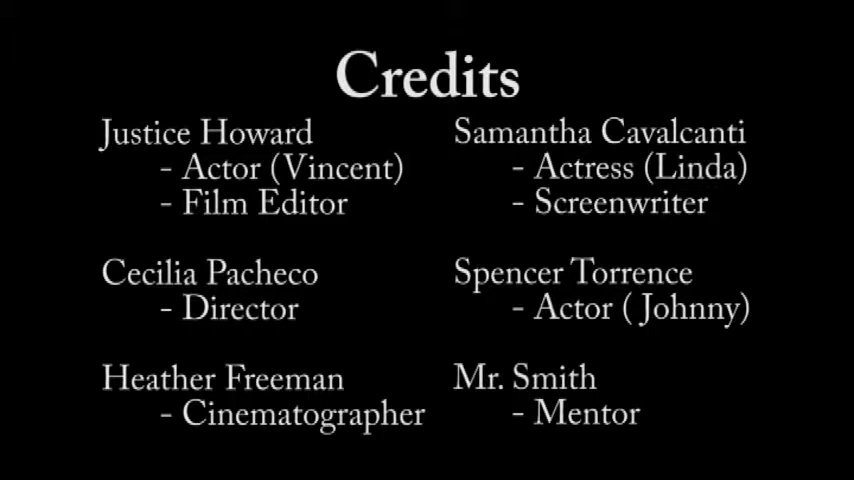 Credits
Justice Howard
- Actor (Vincent)
- Film Editor
Samantha Cavalcanti
- Actress (Linda)
- Screenwriter
Cecilia Pacheco
- Director
Spencer Torrence
- Actor ( Johnny)
Heather Freeman
- Cinematographer
Mr. Smith
- Mentor